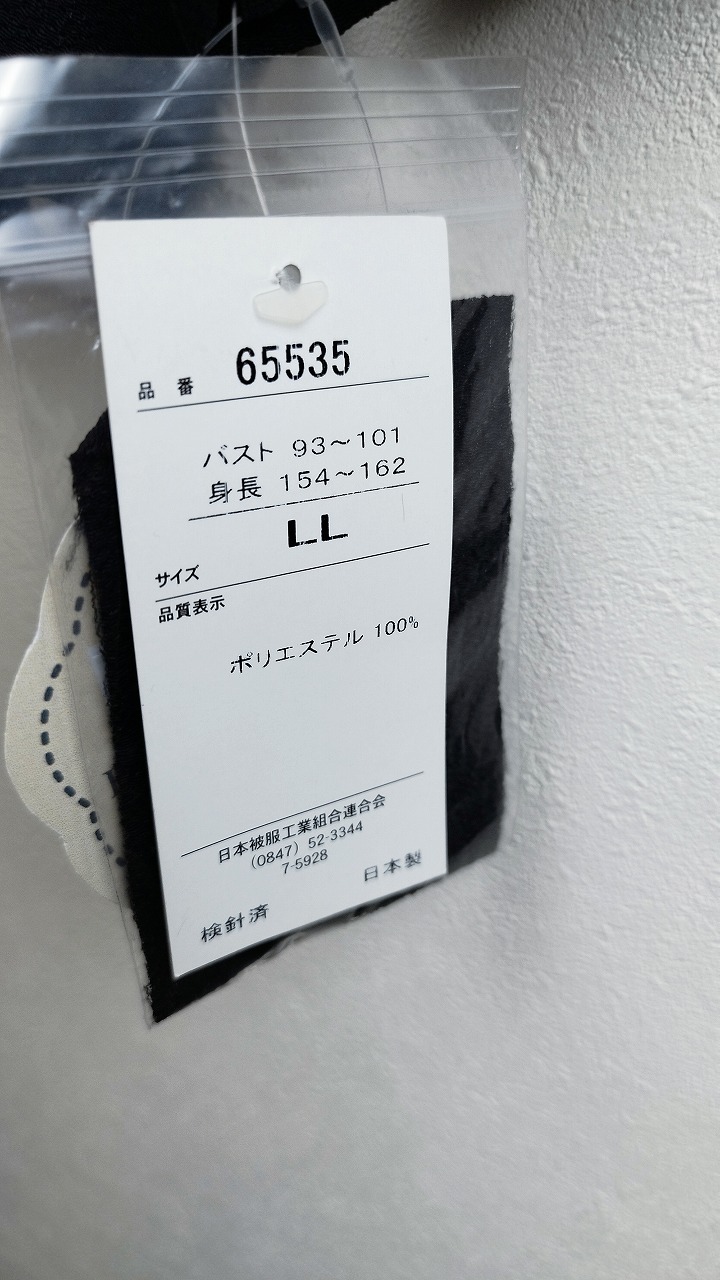 品番 65535
バスト 93～101
身長 154～162
LL
サイズ
品質表示
ポリエステル 100%
日本被服工業組合連合会
(0847) 52-3344
7-5928
日本製
検針済